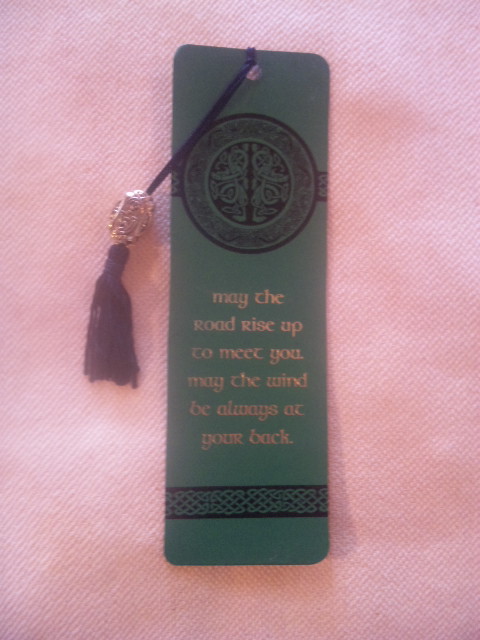 may the
road rise up
to meet you.
may the wind
be always at
your back.